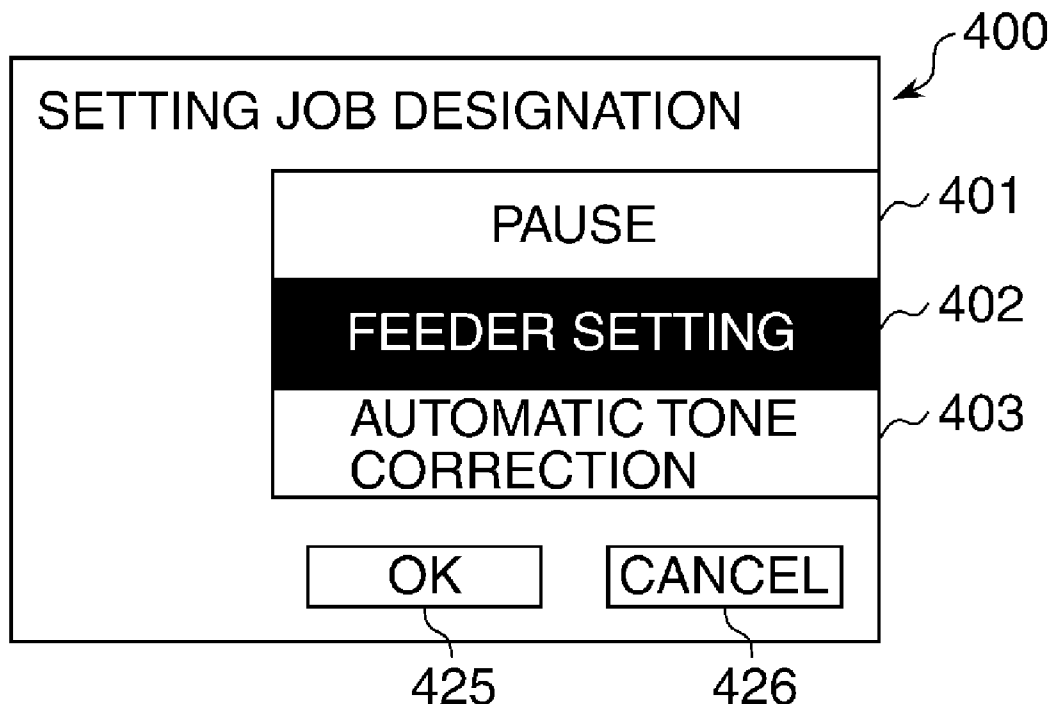 400
SETTING JOB DESIGNATION
PAUSE
401
FEEDER SETTING
402
AUTOMATIC TONE
CORRECTION
403
OK
CANCEL
425
426